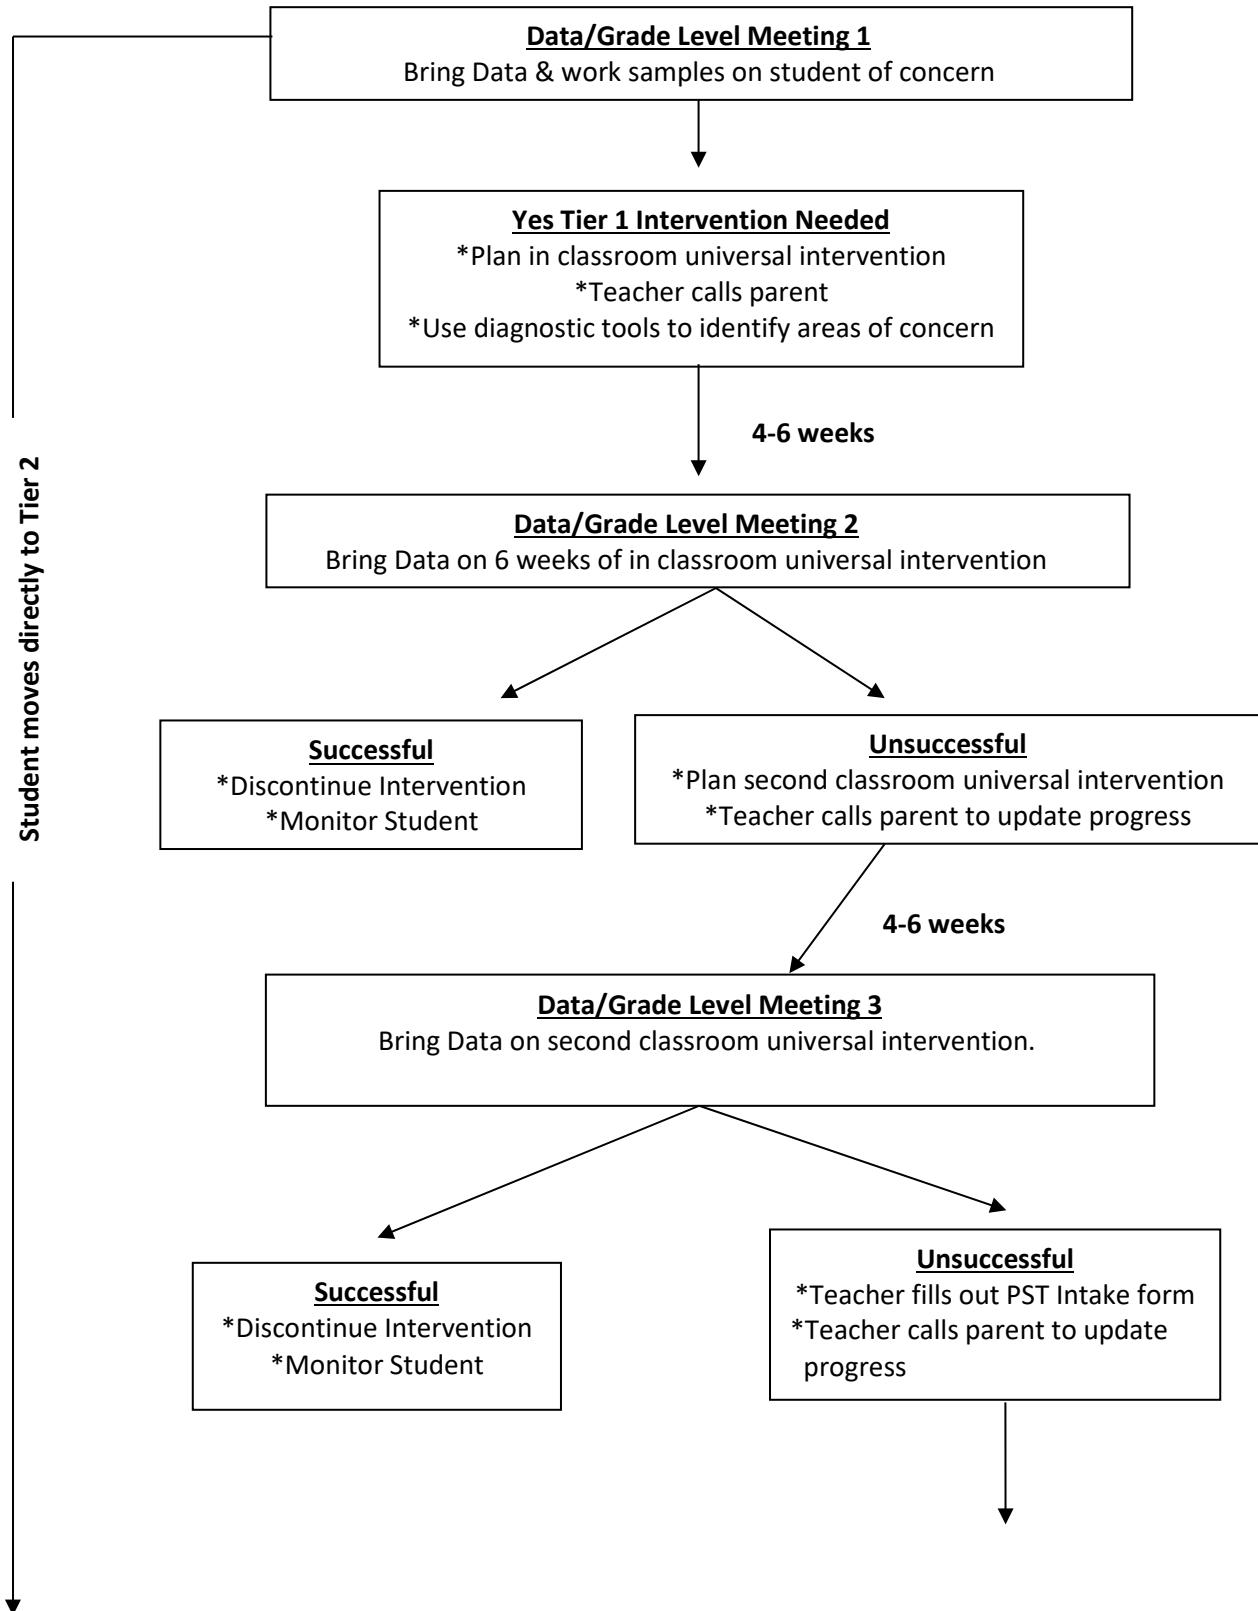 Data/Grade Level Meeting 1
Bring Data & work samples on student of concern
Yes Tier 1 Intervention Needed
*Plan in classroom universal intervention
*Teacher calls parent
*Use diagnostic tools to identify areas of concern
4-6 weeks
Student moves directly to Tier 2
Data/Grade Level Meeting 2
Bring Data on 6 weeks of in classroom universal intervention
Successful
*Discontinue Intervention
*Monitor Student
Unsuccessful
*Plan second classroom universal intervention
*Teacher calls parent to update progress
4-6 weeks
Data/Grade Level Meeting 3
Bring Data on second classroom universal intervention.
Successful
*Discontinue Intervention
*Monitor Student
Unsuccessful
*Teacher fills out PST Intake form
*Teacher calls parent to update
progress